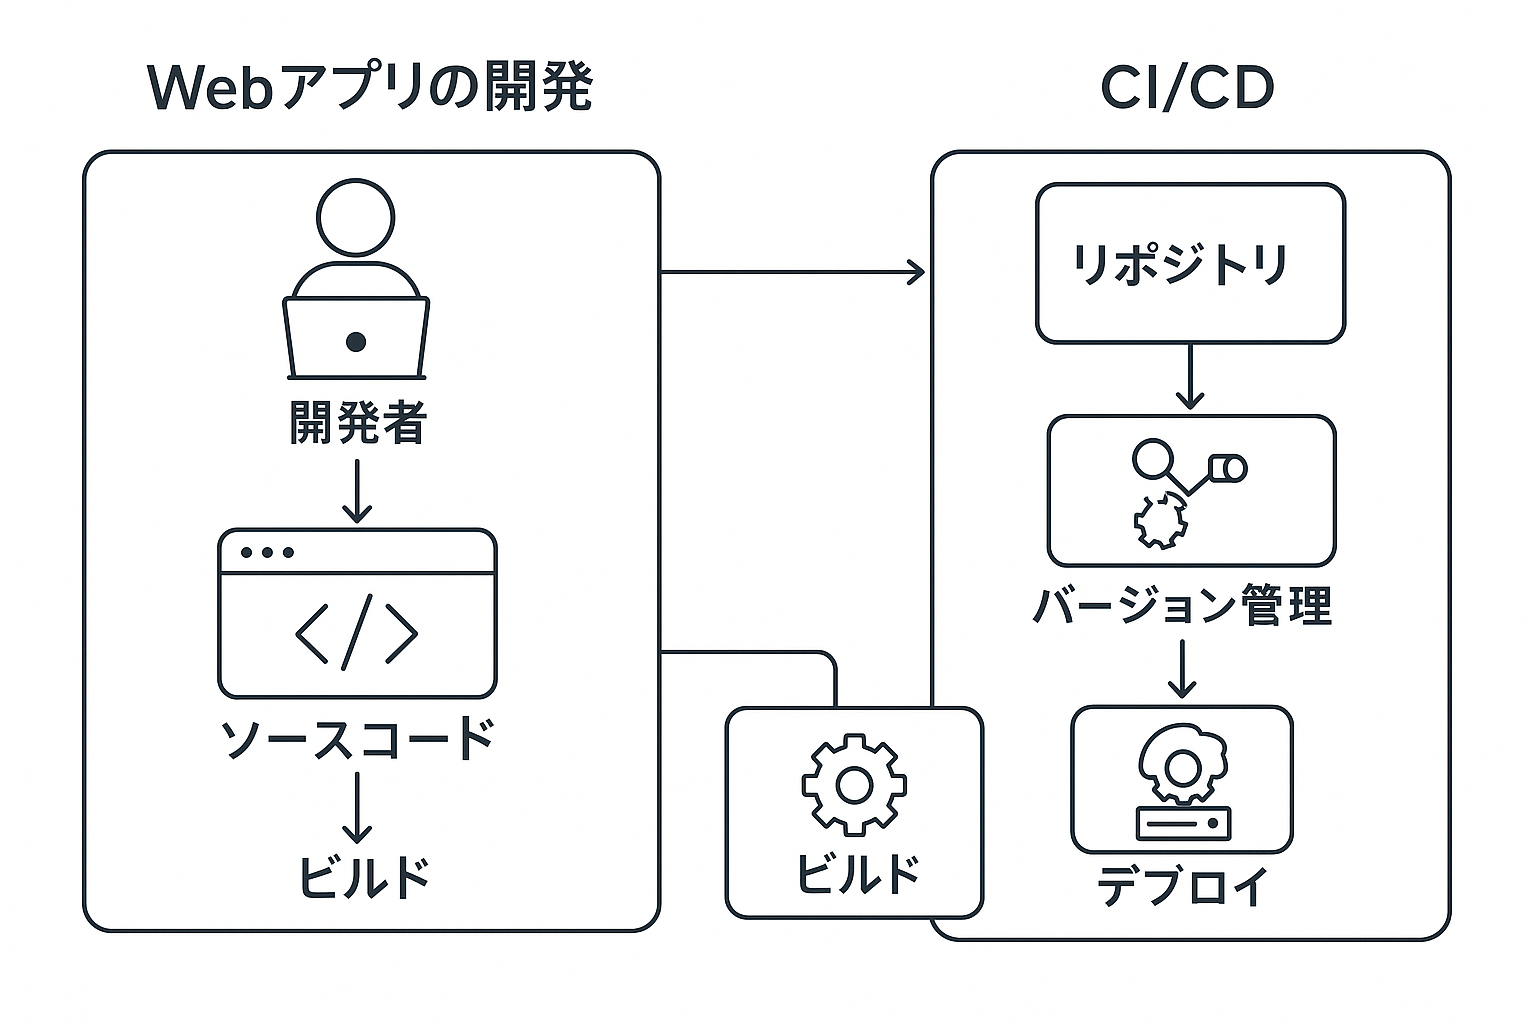 Webアプリの開発
開発者
ソースコード
ビルド
ビルド
CI/CD
リポジトリ
バージョン管理
デブロイ